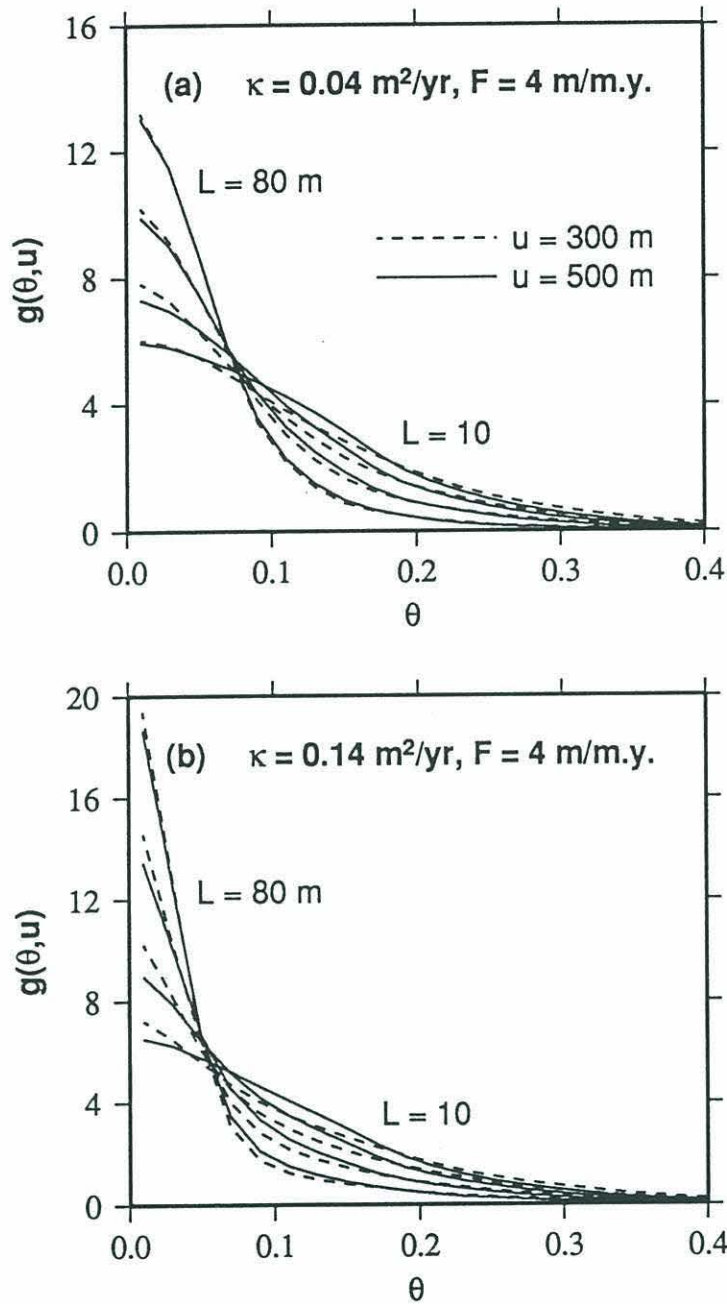 16
12
8
4
0
g(θ,u)
(a) κ = 0.04 m²/yr, F = 4 m/m.y.
L = 80 m
u = 300 m
u = 500 m
L = 10
0.0 0.1 0.2 0.3 0.4
θ
20
16
12
8
4
0
g(θ,u)
(b) κ = 0.14 m²/yr, F = 4 m/m.y.
L = 80 m
L = 10
0.0 0.1 0.2 0.3 0.4
θ